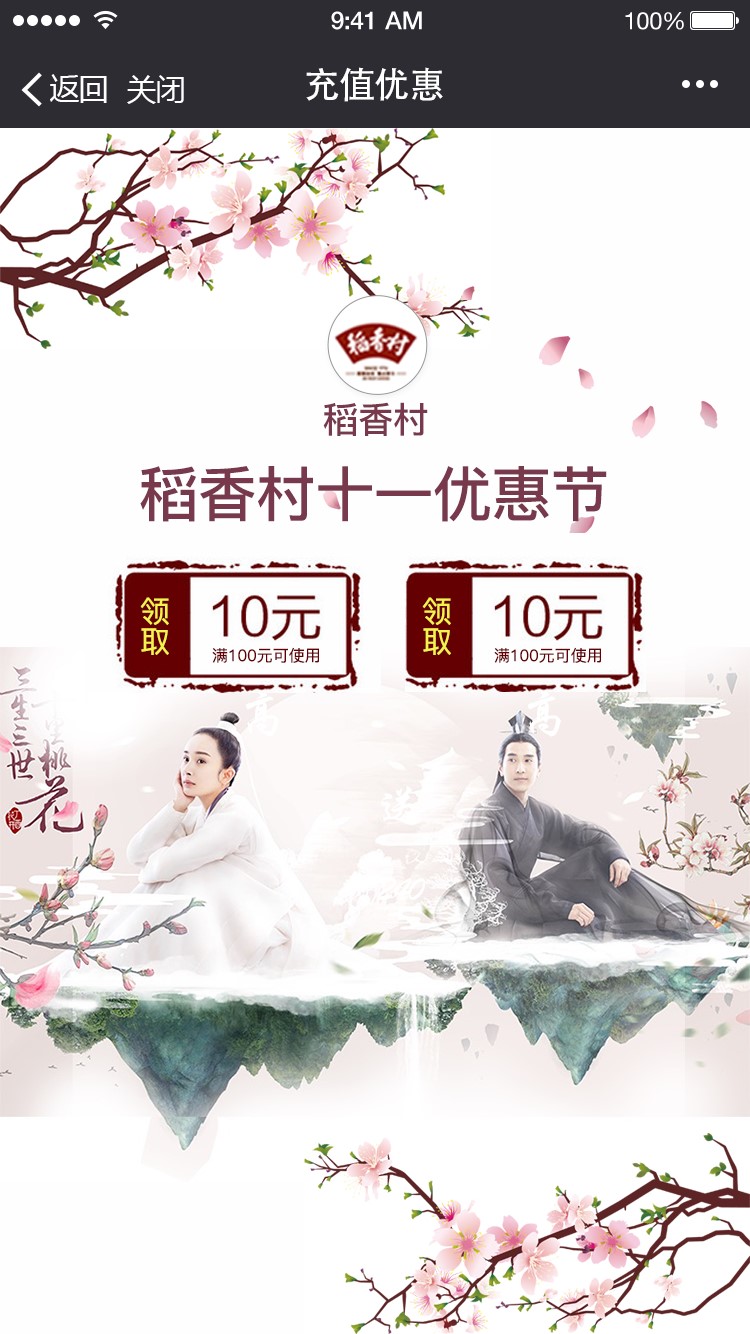 9:41 AM
100%
返回 关闭
充值优惠
稻香村
稻香村
稻香村十一优惠节
领取
10元
满100元可使用
领取
10元
满100元可使用
三生三世
十里桃花